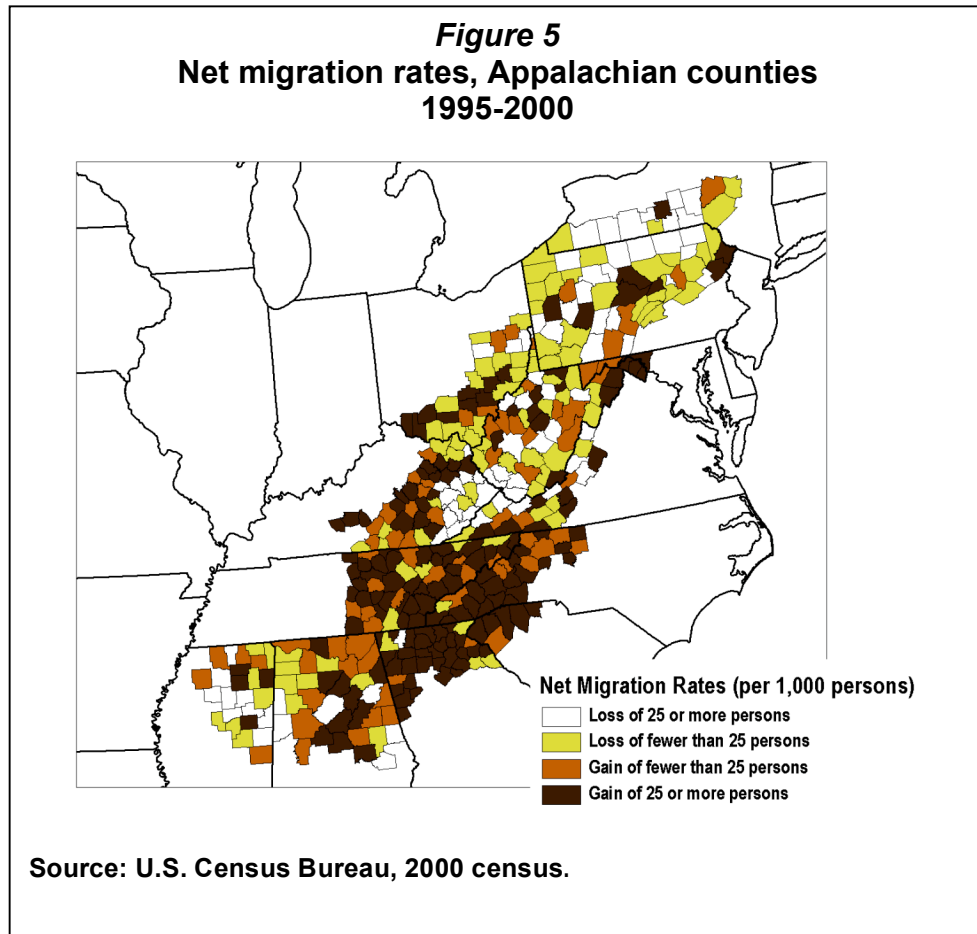 Figure 5
Net migration rates, Appalachian counties
1995-2000
Net Migration Rates (per 1,000 persons)
Loss of 25 or more persons
Loss of fewer than 25 persons
Gain of fewer than 25 persons
Gain of 25 or more persons
Source: U.S. Census Bureau, 2000 census.